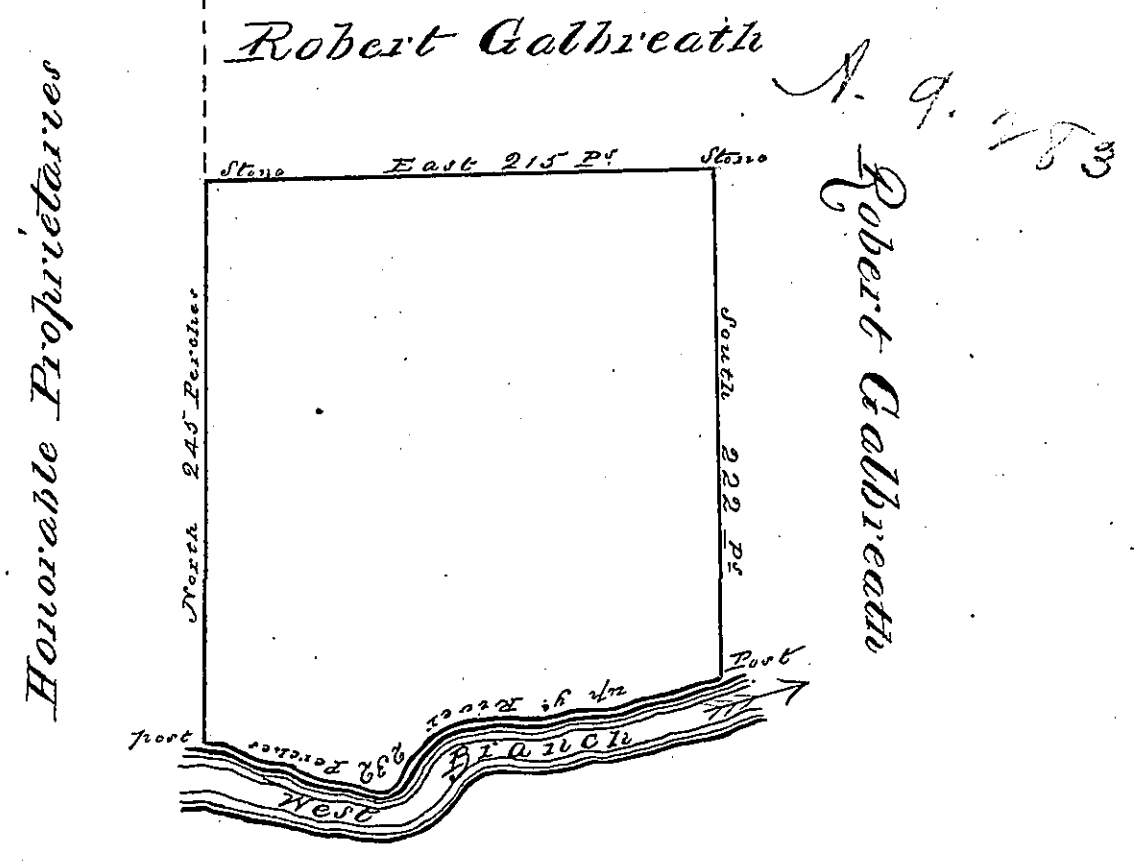 Robert Galbreath
N. 9. 283
Honorable Proprietaries
Stone
East 215 Ps.
Stone
Robert Galbreath
North 245 Perches
South 222 Ps
Post
post
up ye. River
232 Perches
West Branch